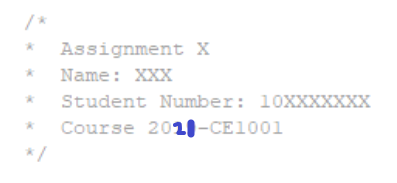 /*
* Assignment X
* Name: XXX
* Student Number: 10XXXXXXX
* Course 2021-CE1001
*/